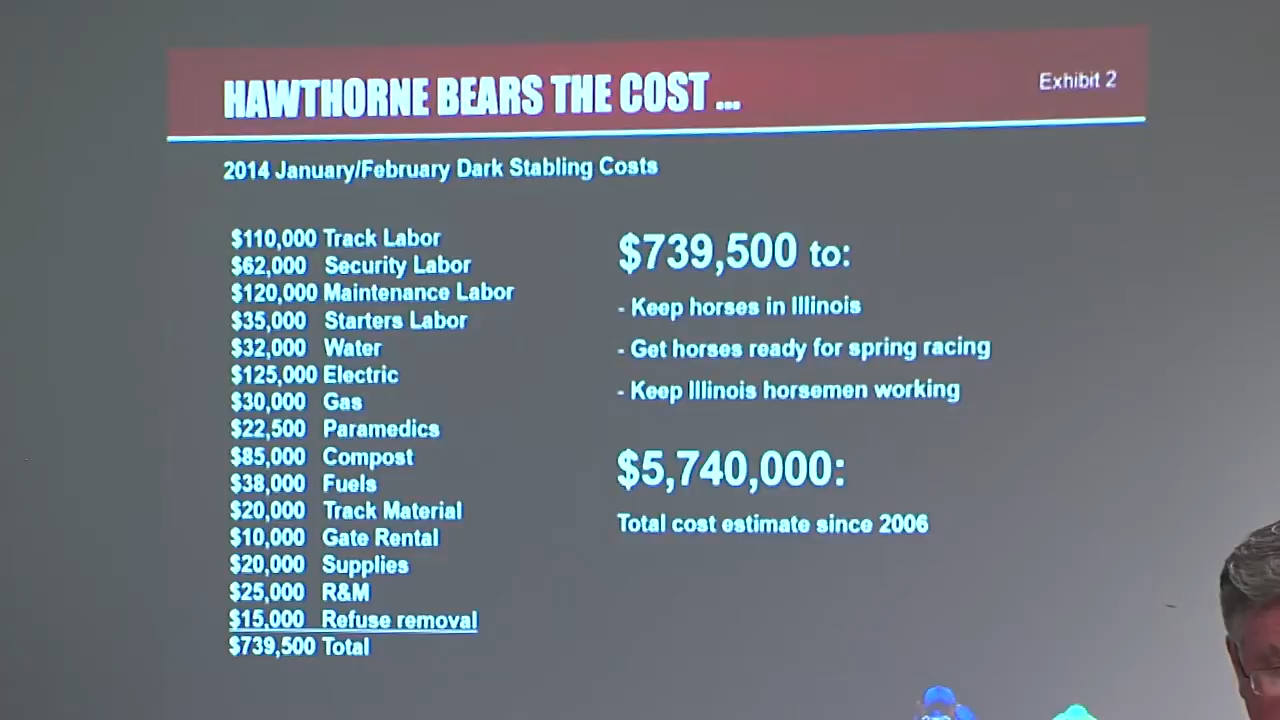 HAWTHORNE BEARS THE COST ...
Exhibit 2
2014 January/February Dark Stabling Costs
$110,000 Track Labor
$62,000 Security Labor
$120,000 Maintenance Labor
$35,000 Starters Labor
$32,000 Water
$125,000 Electric
$30,000 Gas
$22,500 Paramedics
$85,000 Compost
$38,000 Fuels
$20,000 Track Material
$10,000 Gate Rental
$20,000 Supplies
$25,000 R&M
$15,000 Refuse removal
$739,500 Total
$739,500 to:
- Keep horses in Illinois
- Get horses ready for spring racing
- Keep Illinois horsemen working
$5,740,000:
Total cost estimate since 2006